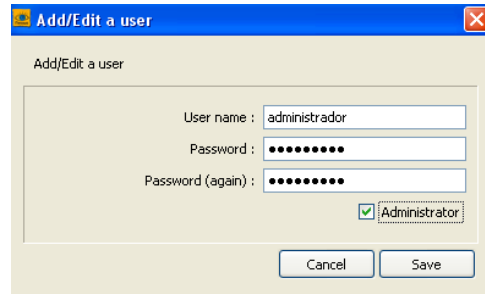 Add/Edit a user
Add/Edit a user
User name : administrador
Password : •••••••••
Password (again) : •••••••••
Administrator
Cancel Save